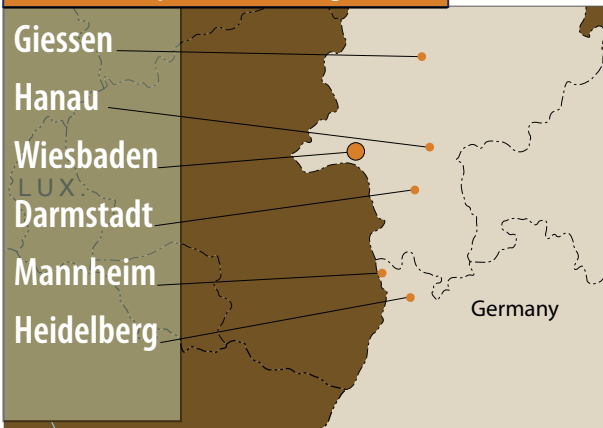 Giessen
Hanau
Wiesbaden
LUX.
Darmstadt
Mannheim
Heidelberg
Germany